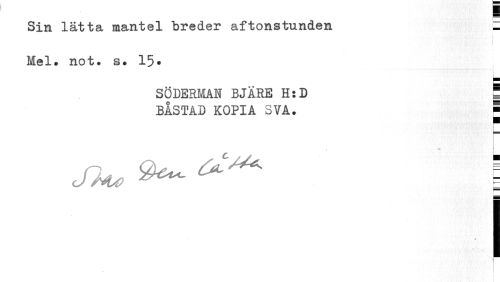 Sin lätta mantel breder aftonstunden
Mel. not. s. 15.
SÖDERMAN BJÄRE H:D
BÅSTAD KOPIA SVA.
Den lätta